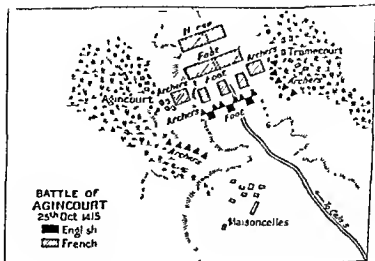 Horse
Foot
Archers
Archers
Tramecourt
Archers
Foot
Archers
Agincourt
Archers
Foot
Archers
BATTLE OF
AGINCOURT
25th Oct 1415
English
French
Maisoncelles
To Calais